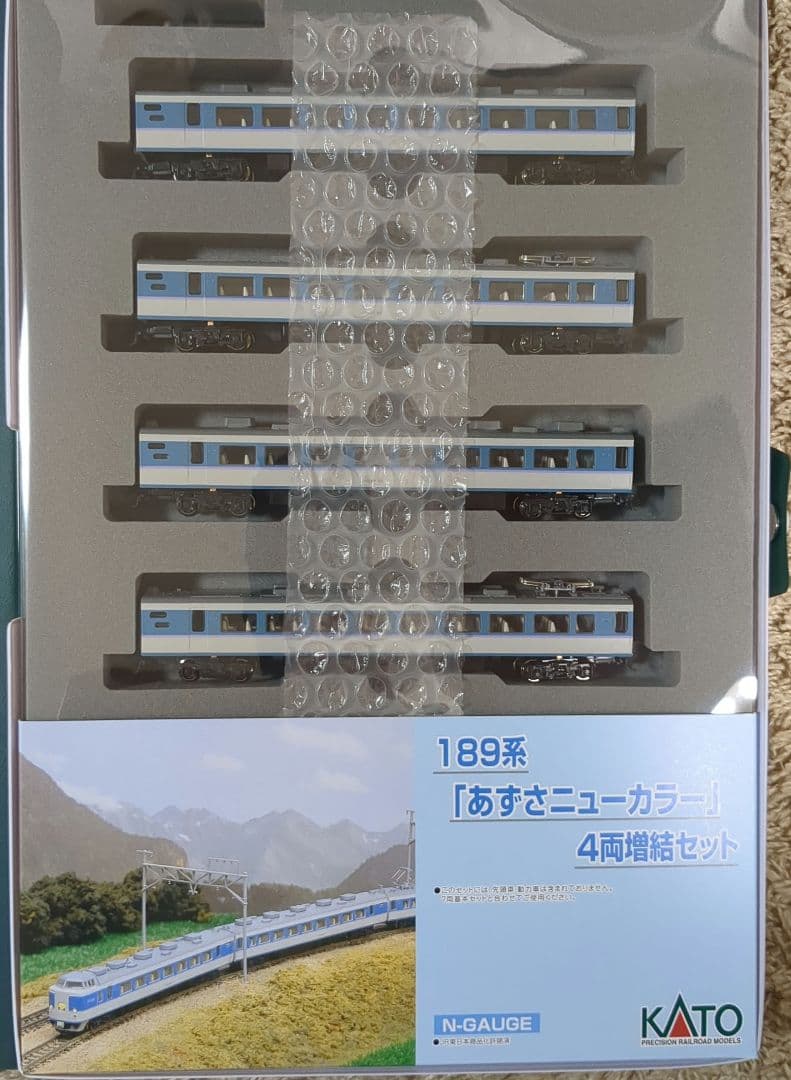 189系
「あずさニューカラー」
4両増結セット
●このセットには、先頭車・動力車は含まれておりません。
7両基本セットと合わせてご使用ください。
N-GAUGE
●JR東日本商品化許諾済
KATO
PRECISION RAILROAD MODELS